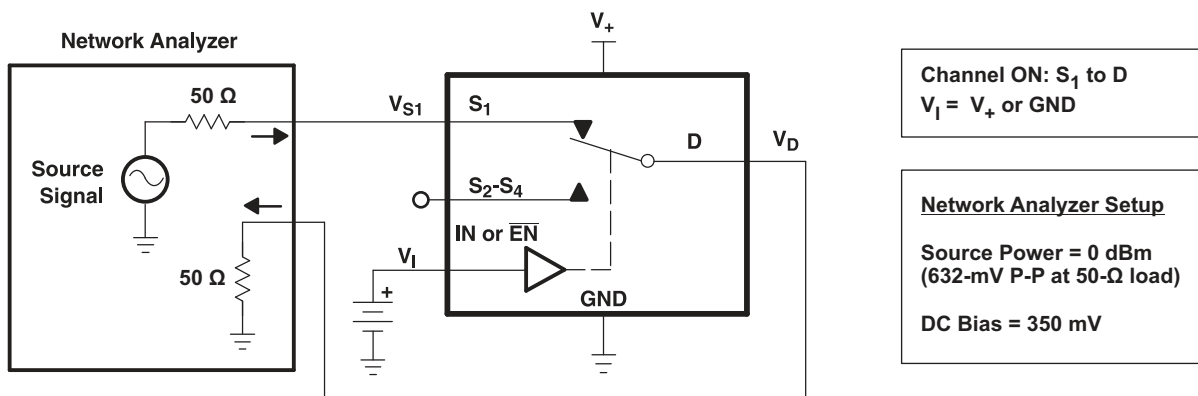 Network Analyzer
50 Ω
Source
Signal
50 Ω
V+
VS1
S1
D
VD
S2-S4
IN or E̅N̅
VI
+
GND
Channel ON: S1 to D
VI = V+ or GND
Network Analyzer Setup
Source Power = 0 dBm
(632-mV P-P at 50-Ω load)
DC Bias = 350 mV